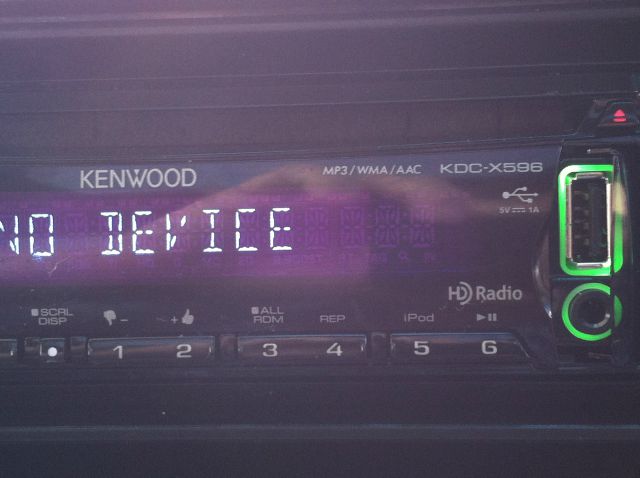 KENWOOD
MP3/WMA/AAC
KDC-X596
5V 1A
NO DEVICE
HD Radio
SCRL
DISP
-
+
ALL
RDM
REP
iPod
1 2 3 4 5 6